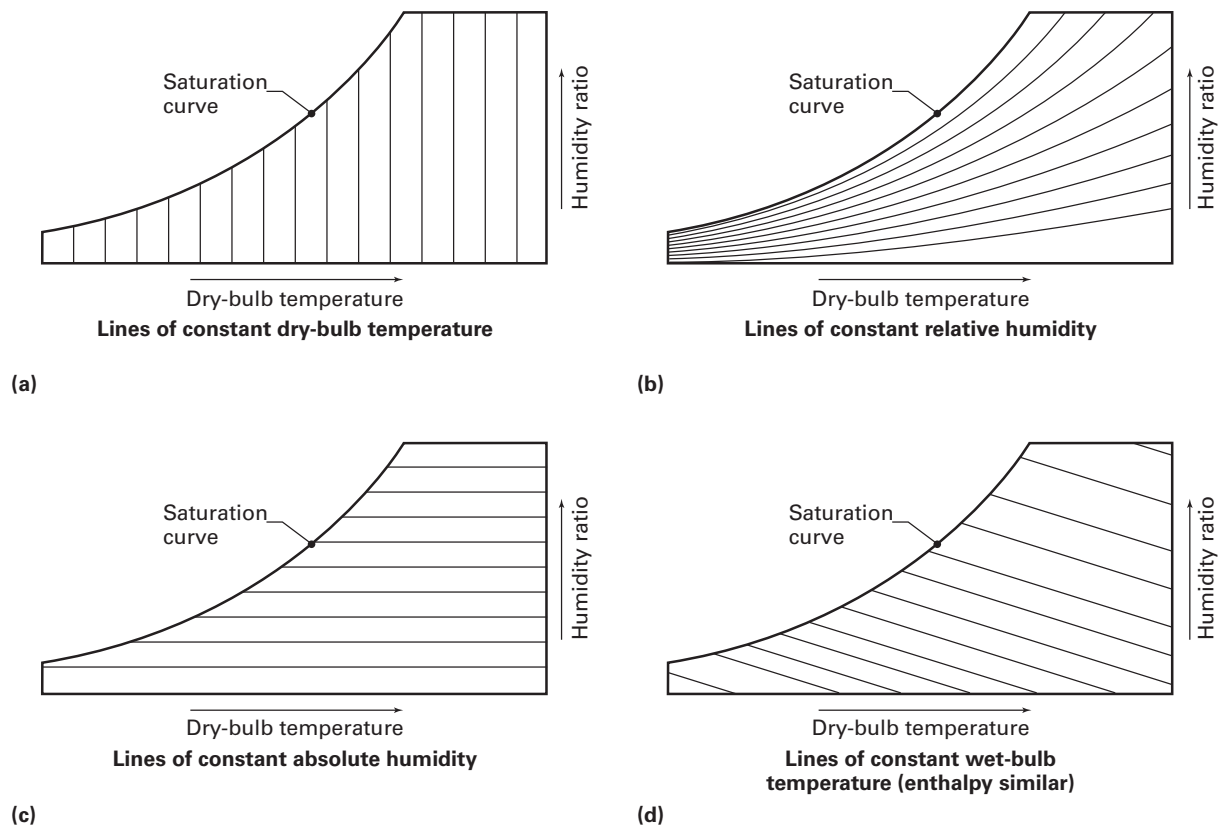 Saturation
curve
Humidity ratio
Dry-bulb temperature
Lines of constant dry-bulb temperature
(a)
Saturation
curve
Humidity ratio
Dry-bulb temperature
Lines of constant relative humidity
(b)
Saturation
curve
Humidity ratio
Dry-bulb temperature
Lines of constant absolute humidity
(c)
Saturation
curve
Humidity ratio
Dry-bulb temperature
Lines of constant wet-bulb
temperature (enthalpy similar)
(d)